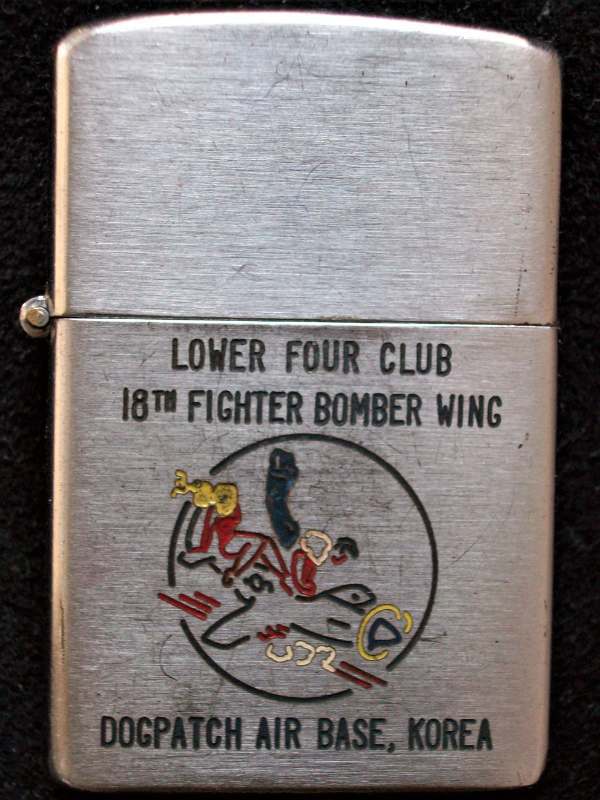 LOWER FOUR CLUB
18TH FIGHTER BOMBER WING
DOGPATCH AIR BASE, KOREA